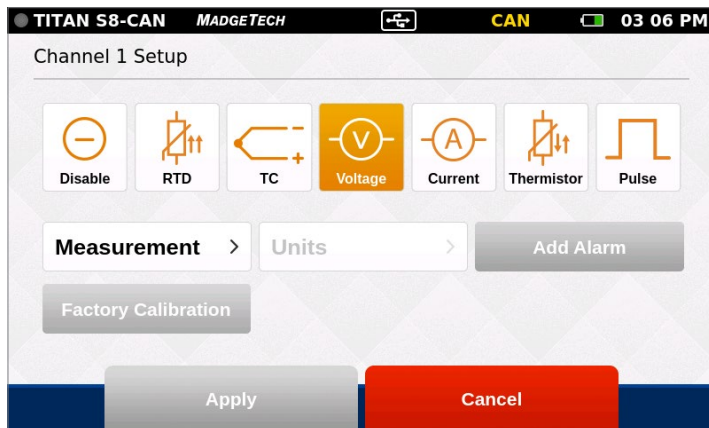 TITAN S8-CAN MADGETECH CAN 03 06 PM
Channel 1 Setup
V A
Disable RTD TC Voltage Current Thermistor Pulse
Measurement > Units > Add Alarm
Factory Calibration
Apply Cancel